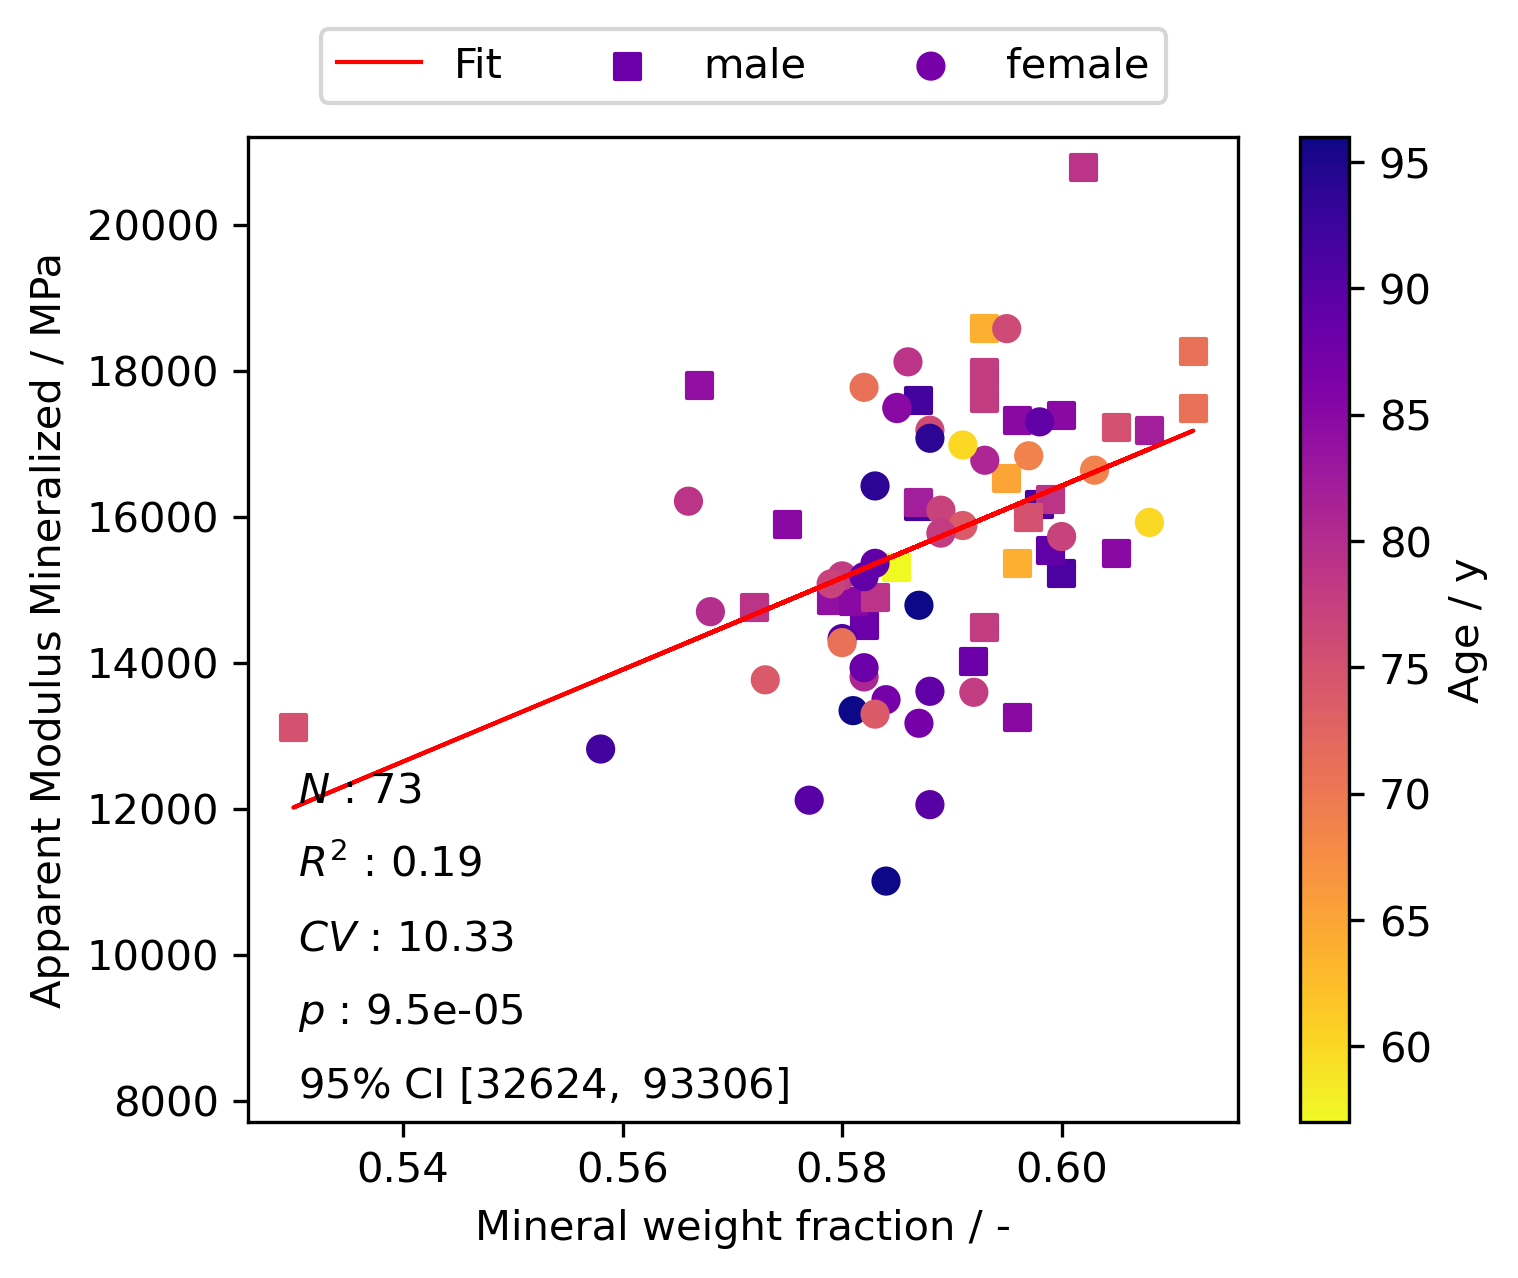 Fit male female
20000
18000
16000
14000
12000
10000
8000
Apparent Modulus Mineralized / MPa
N : 73
R² : 0.19
CV : 10.33
p : 9.5e-05
95% CI [32624, 93306]
0.54 0.56 0.58 0.60
Mineral weight fraction / -
95
90
85
80
75
70
65
60
Age / y